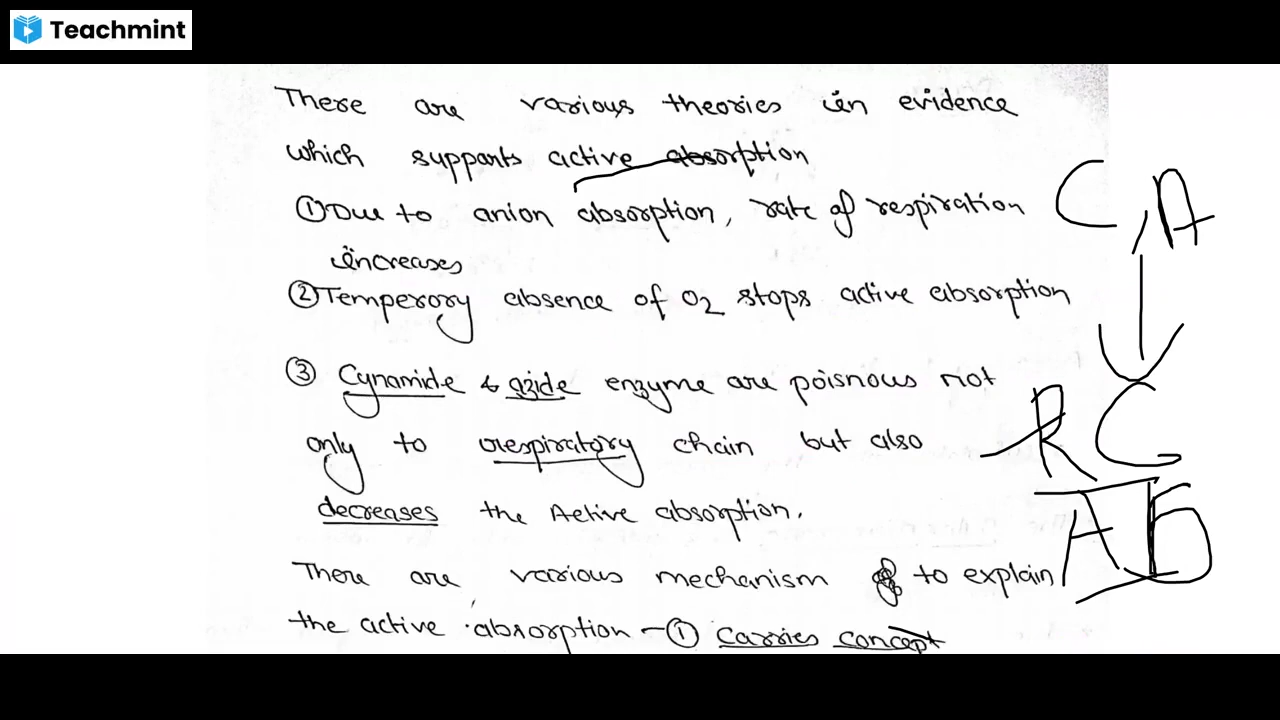 Teachmint
There are various theories in evidence
which supports active absorption
① Due to anion absorption, rate of respiration
increases
② Temperory absence of O2 stops active absorption
③ Cynamide & azide enzyme are poisnous not
only to respiratory chain but also
decreases the Active absorption.
There are various mechanism to explain
the active absorption - ① Carries concept
C, A
RC